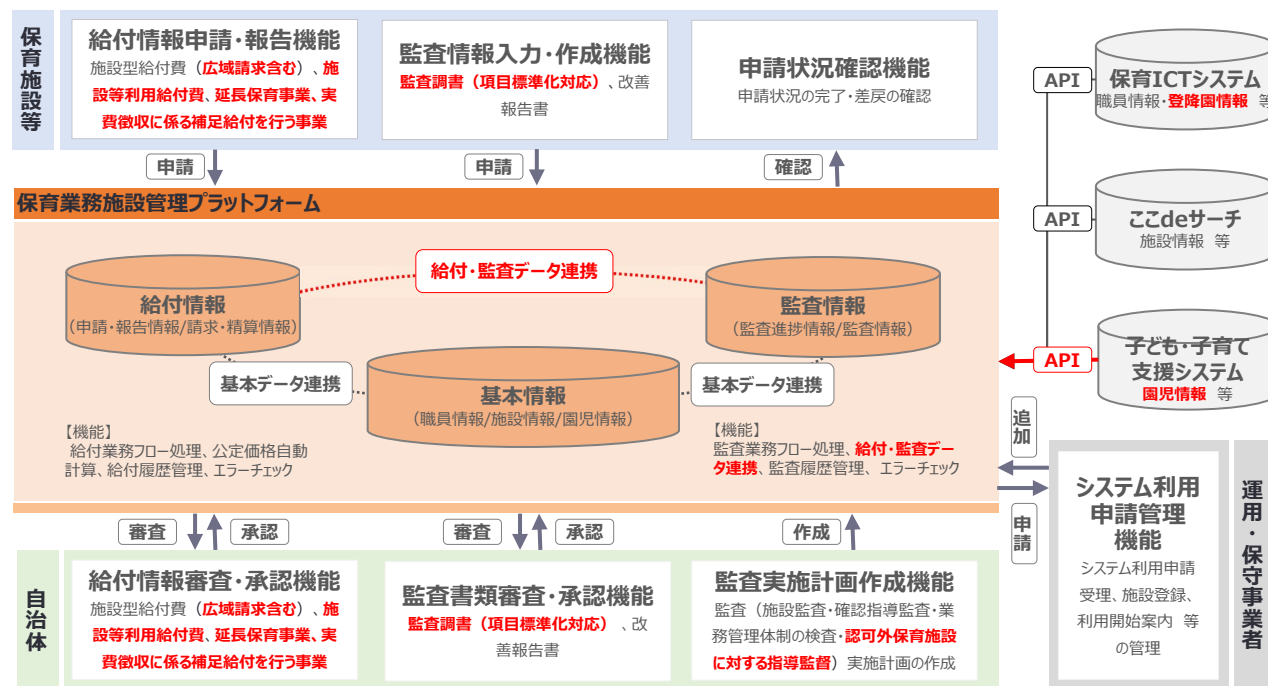 保育施設等
給付情報申請・報告機能
施設型給付費（広域請求含む）、施
設等利用給付費、延長保育事業、実
費徴収に係る補足給付を行う事業
監査情報入力・作成機能
監査調書（項目標準化対応）、改善
報告書
申請状況確認機能
申請状況の完了・差戻の確認
申請
申請
確認
保育業務施設管理プラットフォーム
給付・監査データ連携
給付情報
（申請・報告情報/請求・精算情報）
監査情報
（監査進捗情報/監査情報）
基本データ連携
基本データ連携
基本情報
（職員情報/施設情報/園児情報）
【機能】
給付業務フロー処理、公定価格自動
計算、給付履歴管理、エラーチェック
【機能】
監査業務フロー処理、給付・監査デー
タ連携、監査履歴管理、エラーチェック
審査
承認
審査
承認
作成
自治体
給付情報審査・承認機能
施設型給付費（広域請求含む）、施
設等利用給付費、延長保育事業、実
費徴収に係る補足給付を行う事業
監査書類審査・承認機能
監査調書（項目標準化対応）、改
善報告書
監査実施計画作成機能
監査（施設監査・確認指導監査・業
務管理体制の検査・認可外保育施設
に対する指導監督）実施計画の作成
API
保育ICTシステム
職員情報・登降園情報 等
API
ここdeサーチ
施設情報 等
API
子ども・子育て
支援システム
園児情報 等
追加
申請
システム利用
申請管理
機能
システム利用申請
受理、施設登録、
利用開始案内 等
の管理
運用・保守事業者